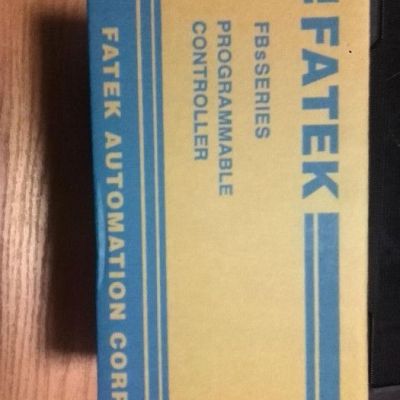 FATEK
FBs SERIES
PROGRAMMABLE
CONTROLLER
FATEK AUTOMATION CORP